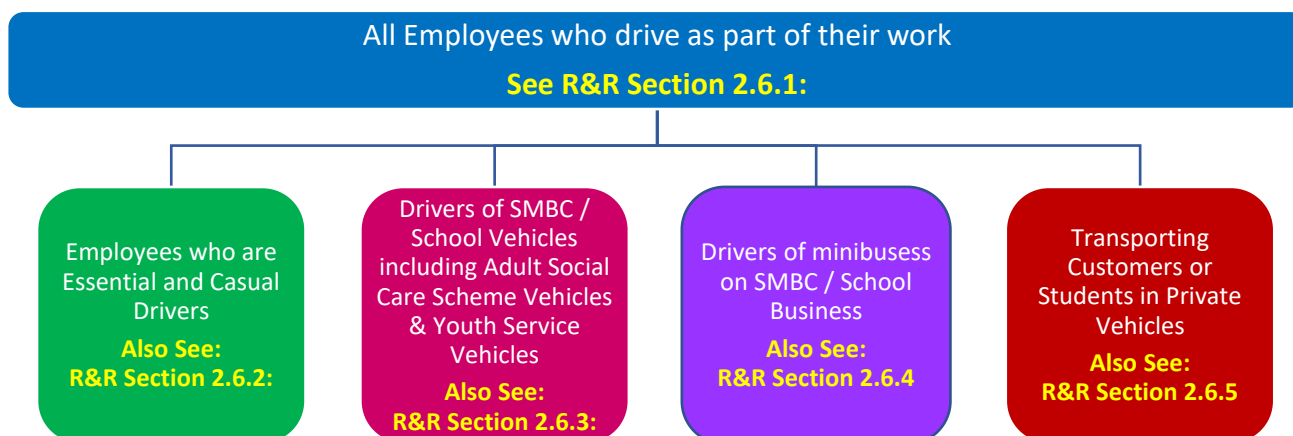 All Employees who drive as part of their work
See R&R Section 2.6.1:
Employees who are
Essential and Casual
Drivers
Also See:
R&R Section 2.6.2:
Drivers of SMBC /
School Vehicles
including Adult Social
Care Scheme Vehicles
& Youth Service
Vehicles
Also See:
R&R Section 2.6.3:
Drivers of minibusess
on SMBC / School
Business
Also See:
R&R Section 2.6.4
Transporting
Customers or
Students in Private
Vehicles
Also See:
R&R Section 2.6.5